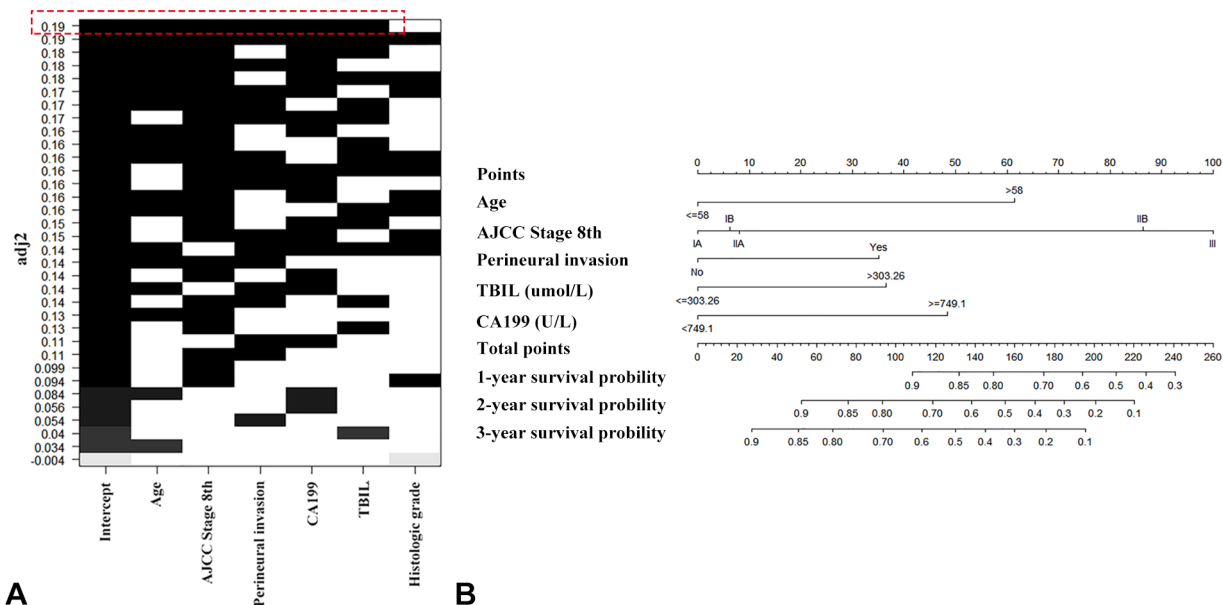 0.19
0.19
0.18
0.18
0.18
0.17
0.17
0.17
0.16
0.16
0.16
0.16
0.16
0.16
0.16
0.15
0.15
0.14
0.14
0.14
0.14
0.14
0.13
0.13
0.11
0.11
0.099
0.094
0.084
0.056
0.054
0.04
0.034
-0.004
adj2
Intercept
Age
AJCC Stage 8th
Perineural invasion
CA199
TBIL
Histologic grade
A
Points
0 10 20 30 40 50 60 70 80 90 100
Age
<=58 >58
AJCC Stage 8th
IA IB IIA IIB III
Perineural invasion
No Yes
TBIL (umol/L)
<=303.26 >303.26
CA199 (U/L)
<749.1 >=749.1
Total points
0 20 40 60 80 100 120 140 160 180 200 220 240 260
1-year survival probility
0.9 0.85 0.80 0.70 0.6 0.5 0.4 0.3
2-year survival probility
0.9 0.85 0.80 0.70 0.6 0.5 0.4 0.3 0.2 0.1
3-year survival probility
0.9 0.85 0.80 0.70 0.6 0.5 0.4 0.3 0.2 0.1
B